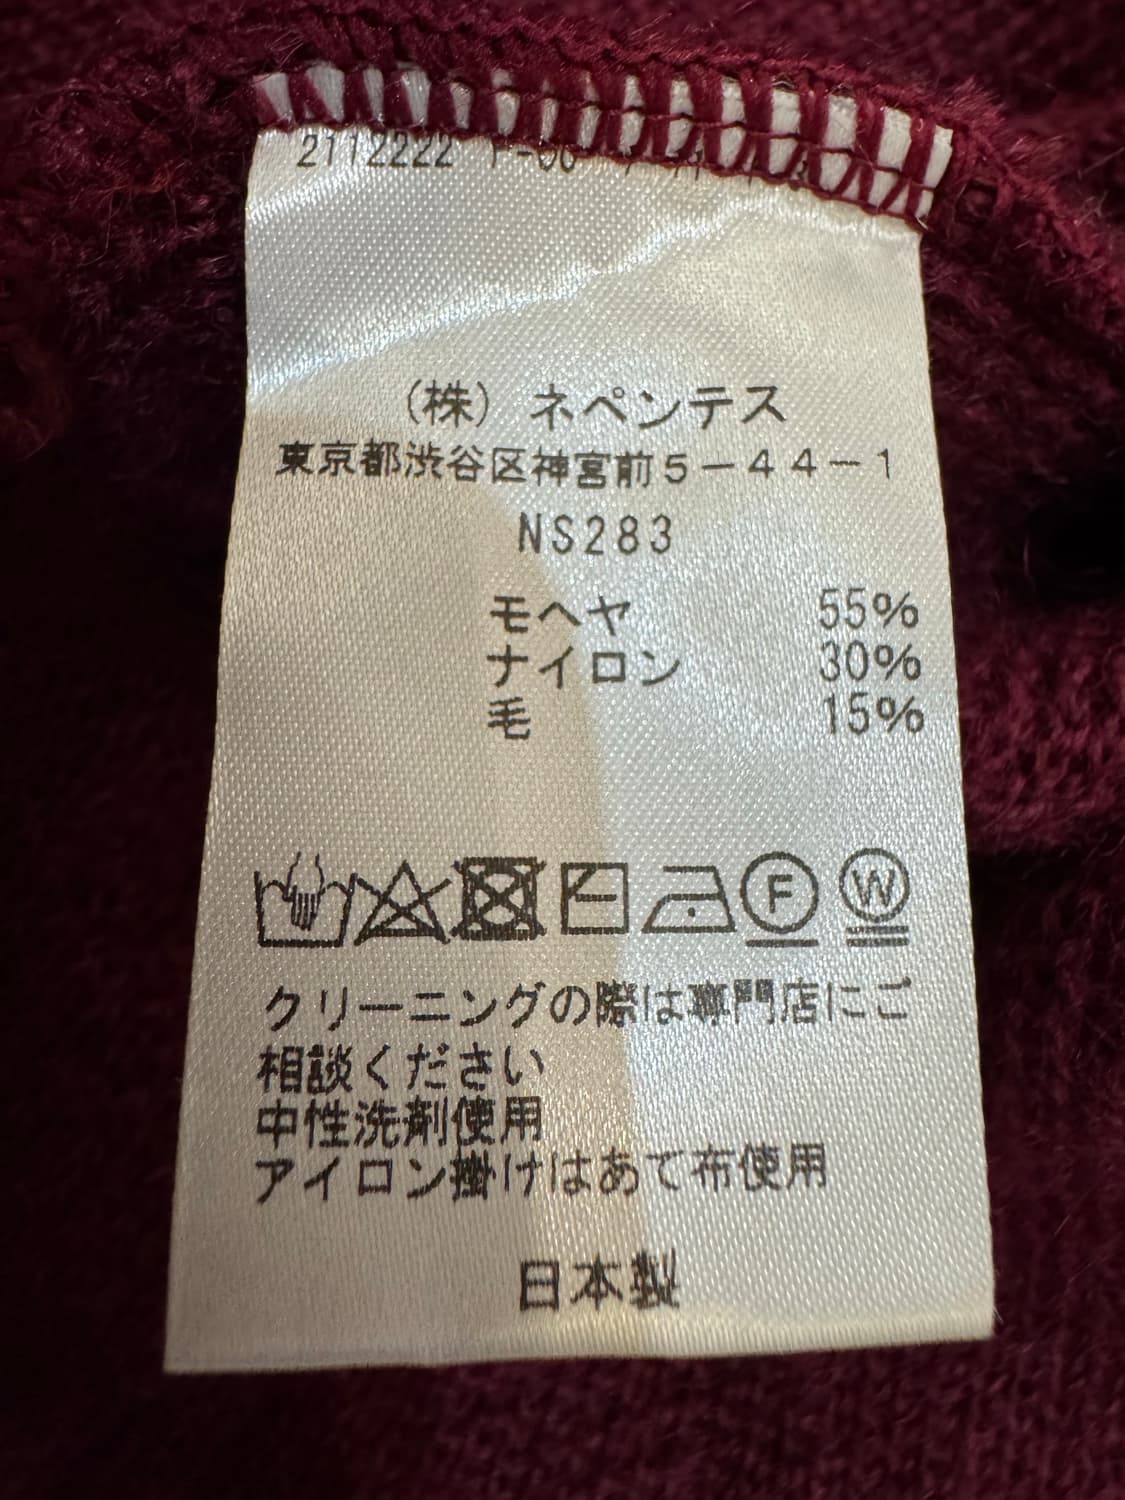 2112222
(株) ネペンテス
東京都渋谷区神宮前5-44-1
NS283
モヘヤ 55%
ナイロン 30%
毛 15%
F W
クリーニングの際は専門店にご
相談ください
中性洗剤使用
アイロン掛けはあて布使用
日本製